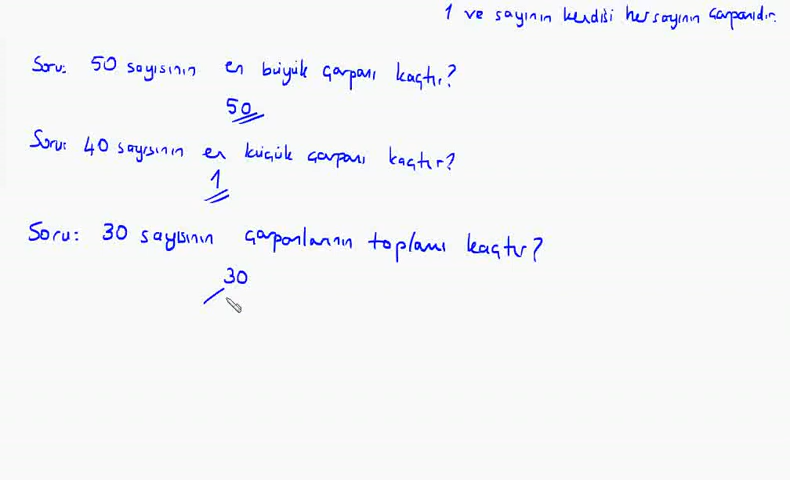 1 ve sayının kendisi her sayının çarpanıdır.
Soru: 50 sayısının en büyük çarpanı kaçtır?
50
Soru: 40 sayısının en küçük çarpanı kaçtır?
1
Soru: 30 sayısının çarpanlarının toplamı kaçtır?
30